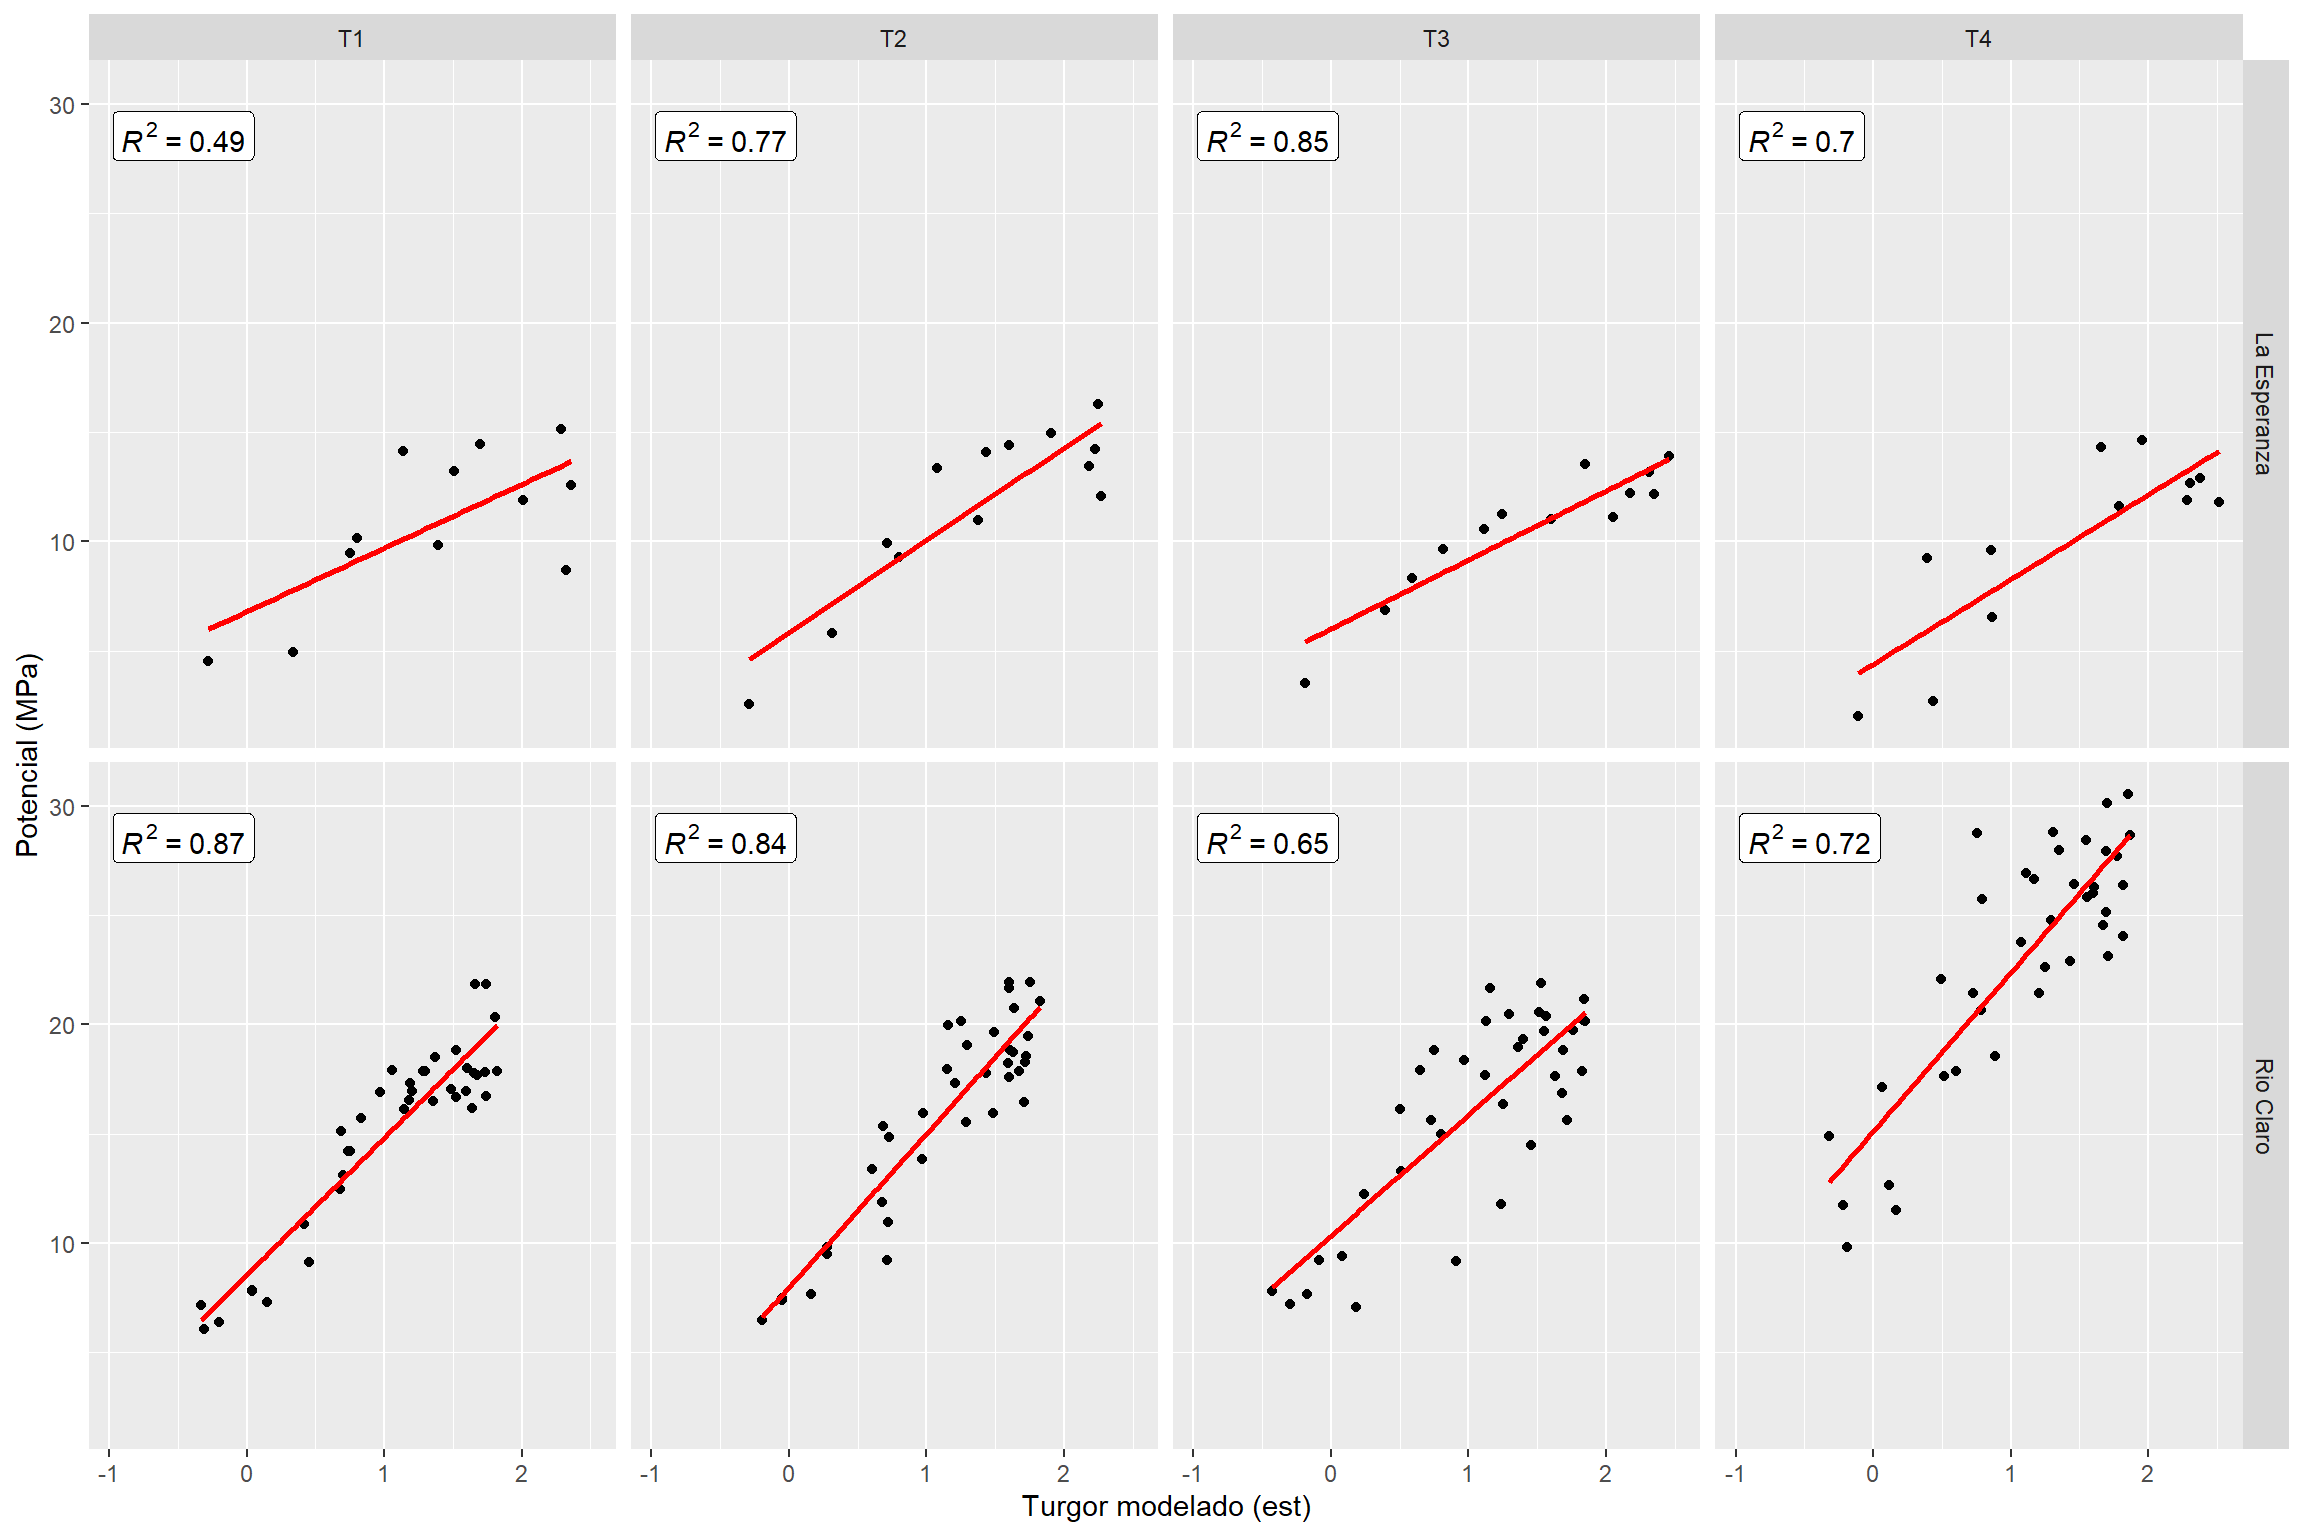 T1 T2 T3 T4
30
R² = 0.49 R² = 0.77 R² = 0.85 R² = 0.7
20
La Esperanza
10
Potencial (MPa)
30
R² = 0.87 R² = 0.84 R² = 0.65 R² = 0.72
20
Rio Claro
10
-1 0 1 2 -1 0 1 2 -1 0 1 2 -1 0 1 2
Turgor modelado (est)